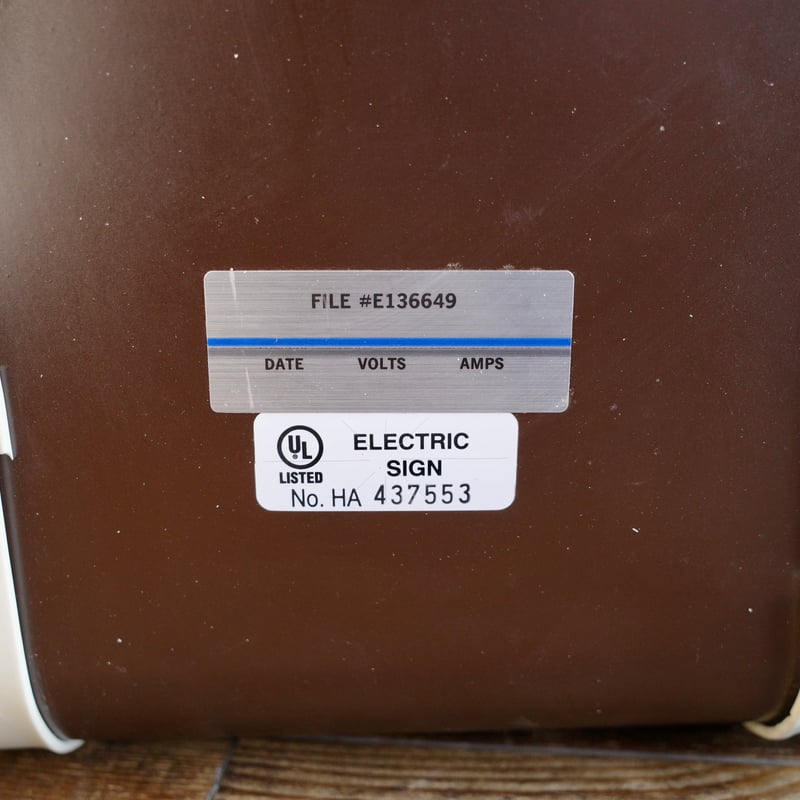 FILE #E136649
DATE VOLTS AMPS
UL ELECTRIC
SIGN
LISTED
No. HA 437553